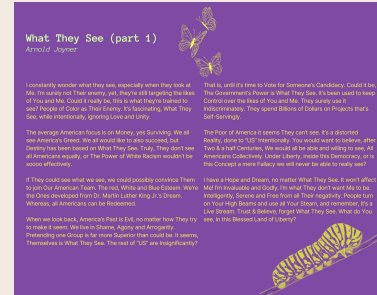 What They See (part 1)
Arnold Joyner
I constantly wonder what they see, especially when they look at
Me. I'm surely not Their enemy, yet, they're still targeting the likes
of You and Me. Could it really be, this is what they're trained to
see? People of Color as Their Enemy. It's fascinating, What They
See, while intentionally, ignoring Love and Unity.
The average American focus is on Money, yes Surviving. We all
see America's Greed. We all would like to also succeed, but
Destiny has been based on What They See. Truly, They don't see
all Americans equally, or The Power of White Racism wouldn't be
soooo effectively.
If They could see what we see, we could possibly convince Them
to join Our American Team. The red, White and Blue Esteem. We're
the Ones developed from Dr. Martin Luther King Jr.'s Dream.
Whereas, all Americans can be Redeemed.
When we look back, America's Past is Evil, no matter how They try
to make it seem. We live in Shame, Agony and Arrogantly.
Pretending one Group is far more Superior than could be. It seems,
Themselves is What They See. The rest of "US" are Insignificantly?
That is, until it's time to Vote for Someone's Candidacy. Could it be,
The Government's Power is What They See. It's been used to keep
Control over the likes of You and Me. They surely use it
indiscriminately. They spend Billions of Dollars on Projects that's
Self-Servingly.
The Poor of America it seems They can't see. It's a distorted
Reality, done to "US" Intentionally. You would want to believe, after
Two & a half Centuries, We would all be able and willing to see, All
Americans Collectively, Under Liberty, inside this Democracy, or is
this Concept a mere Fallacy we will never be able to really see?
I have a Hope and Dream, no matter What They See. It won't affect
Me! I'm Invaluable and Godly. I'm what They don't want Me to be.
Intelligently, Serene and Free from all Their Negativity. People turn
on Your High Beams and use all Your Stream, and remember, It's a
Live Stream. Trust & Believe, forget What They See. What do You
see, in this Blessed Land of Liberty?